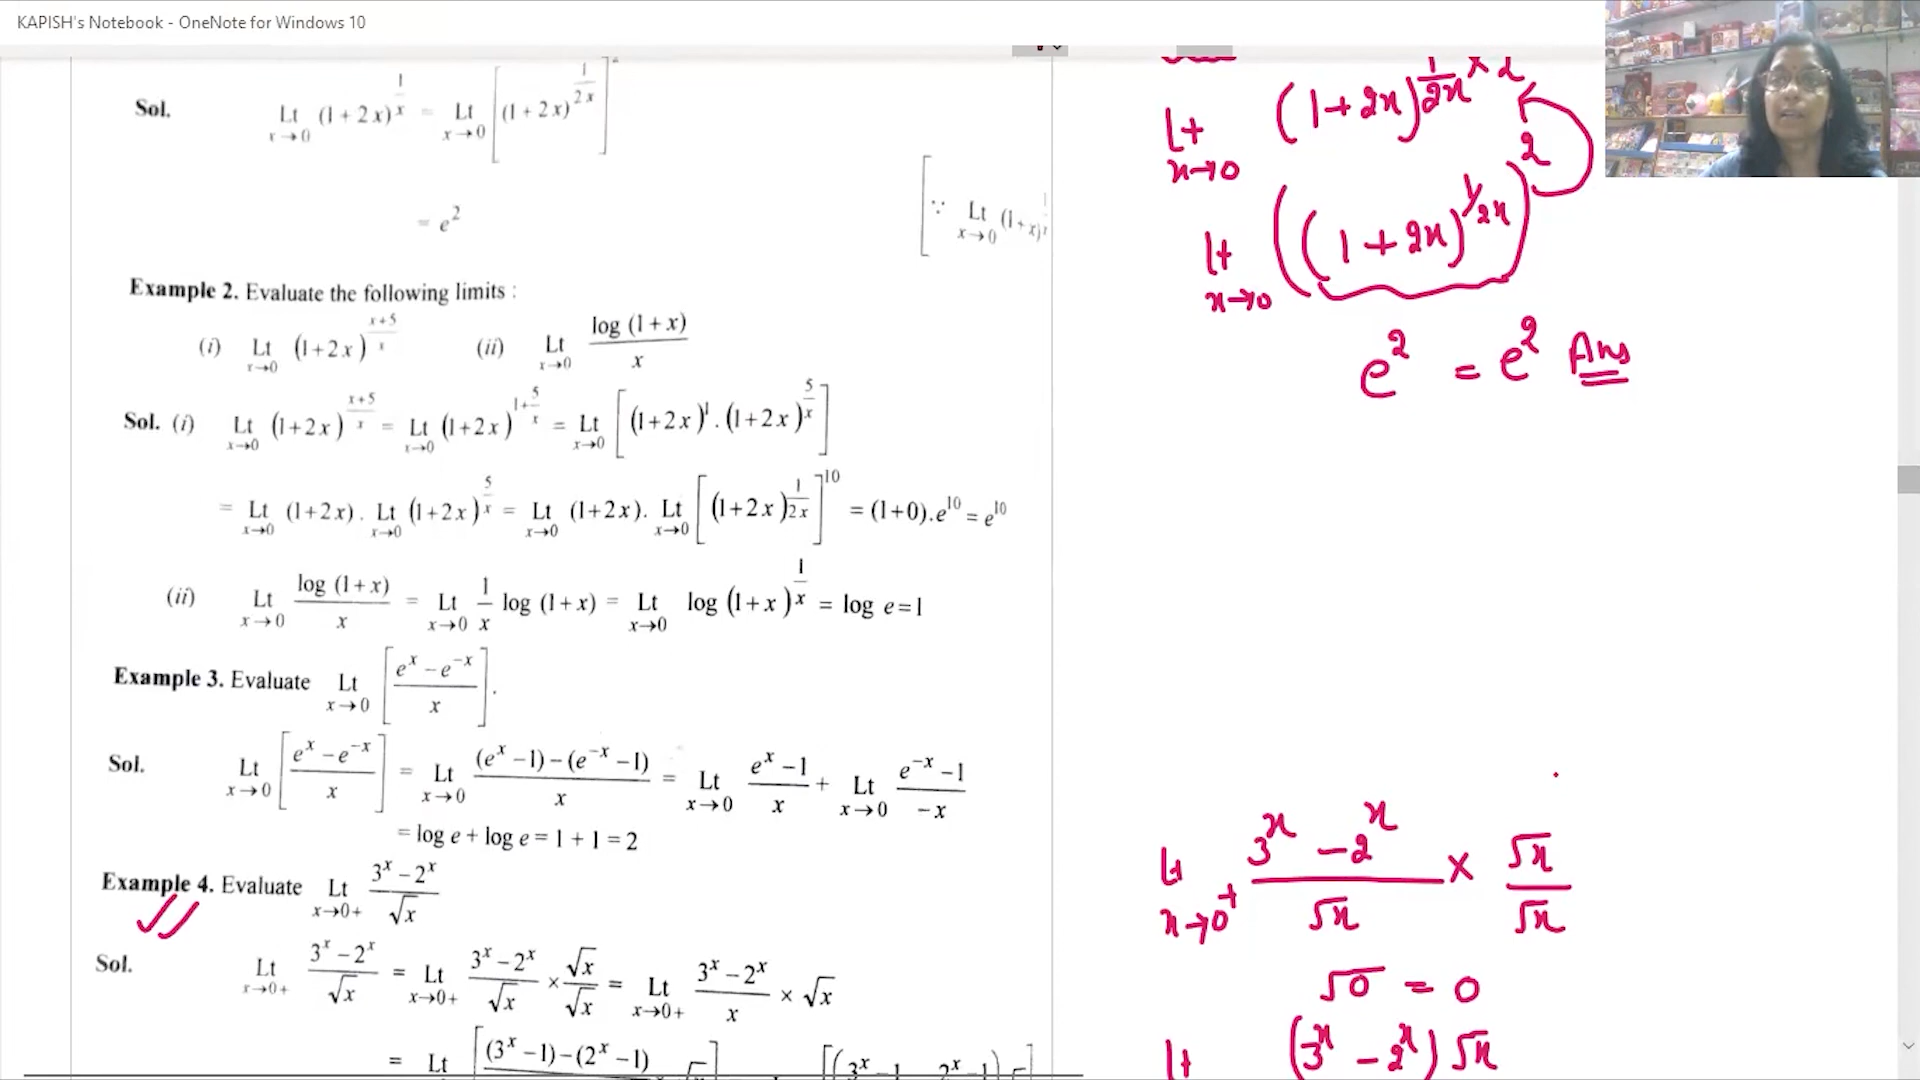 KAPISH's Notebook - OneNote for Windows 10
Sol. Lt x→0 (1 + 2x)^(1/x) = Lt x→0 [(1 + 2x)^(1/2x)]^2
= e^2 [∵ Lt x→0 (1+x)
Example 2. Evaluate the following limits :
(i) Lt x→0 (1+2x)^((x+5)/x) (ii) Lt x→0 log (1+x)/x
Sol. (i) Lt x→0 (1+2x)^((x+5)/x) = Lt x→0 (1+2x)^(1+5/x) = Lt x→0 [(1+2x)^1 . (1+2x)^(5/x)]
= Lt x→0 (1+2x) . Lt x→0 (1+2x)^(5/x) = Lt x→0 (1+2x). Lt x→0 [(1+2x)^(1/2x)]^10 = (1+0).e^10 = e^10
(ii) Lt x→0 log (1+x)/x = Lt x→0 1/x log (1+x) = Lt x→0 log (1+x)^(1/x) = log e=1
Example 3. Evaluate Lt x→0 [(e^x − e^−x)/x].
Sol. Lt x→0 [(e^x − e^−x)/x] = Lt x→0 ((e^x −1)−(e^−x −1))/x = Lt x→0 (e^x −1)/x + Lt x→0 (e^−x −1)/−x
= log e + log e = 1 + 1 = 2
Example 4. Evaluate Lt x→0+ (3^x − 2^x)/√x
Sol. Lt x→0+ (3^x − 2^x)/√x = Lt x→0+ (3^x − 2^x)/√x × √x/√x = Lt x→0+ (3^x − 2^x)/x × √x
= Lt [(3^x −1)−(2^x −1)
lt x→0 (1+2x)^(1/2x × 2)
lt x→0 ((1+2x)^(1/2x))^2
e^2 = e^2 Ans
lt x→0^+ (3^x − 2^x)/√x × √x/√x
√0 = 0
lt (3^x − 2^x) √x